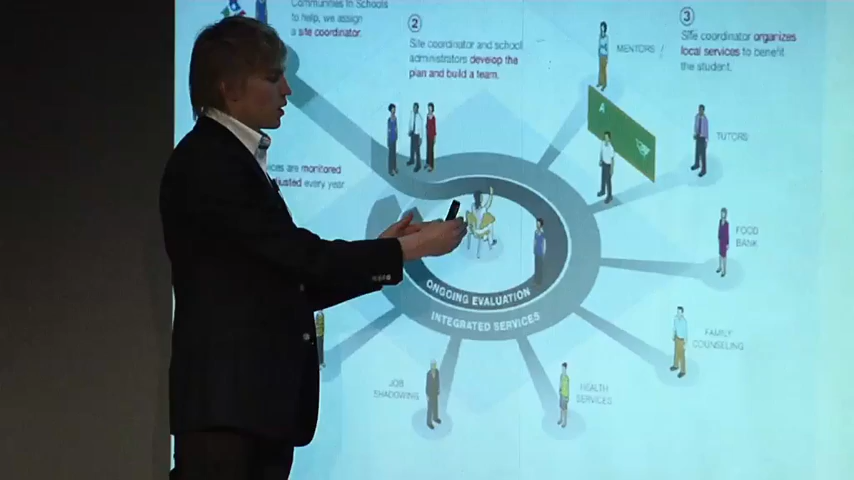 Communities in Schools
to help, we assign
a site coordinator.
2
Site coordinator and school
administrators develop the
plan and build a team.
3
Site coordinator organizes
local services to benefit
the student.
MENTORS
TUTORS
FOOD
BANK
FAMILY
COUNSELING
HEALTH
SERVICES
JOB
SHADOWING
are monitored
every year
ONGOING EVALUATION
INTEGRATED SERVICES
A